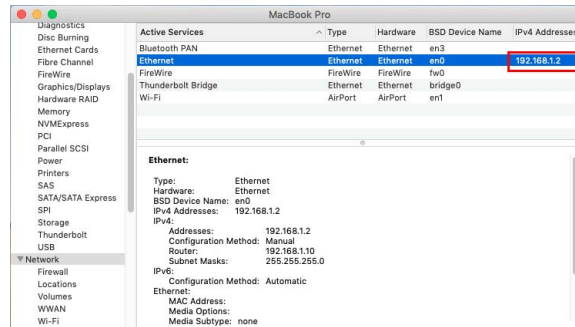 MacBook Pro
Diagnostics
Disc Burning
Ethernet Cards
Fibre Channel
FireWire
Graphics/Displays
Hardware RAID
Memory
NVMExpress
PCI
Parallel SCSI
Power
Printers
SAS
SATA/SATA Express
SPI
Storage
Thunderbolt
USB
Network
Firewall
Locations
Volumes
WWAN
Wi-Fi
Active Services Type Hardware BSD Device Name IPv4 Addresses
Bluetooth PAN Ethernet Ethernet en3
Ethernet Ethernet Ethernet en0 192.168.1.2
FireWire FireWire FireWire fw0
Thunderbolt Bridge Ethernet Ethernet bridge0
Wi-Fi AirPort AirPort en1
Ethernet:
Type: Ethernet
Hardware: Ethernet
BSD Device Name: en0
IPv4 Addresses: 192.168.1.2
IPv4:
Addresses: 192.168.1.2
Configuration Method: Manual
Router: 192.168.1.10
Subnet Masks: 255.255.255.0
IPv6:
Configuration Method: Automatic
Ethernet:
MAC Address:
Media Options:
Media Subtype: none